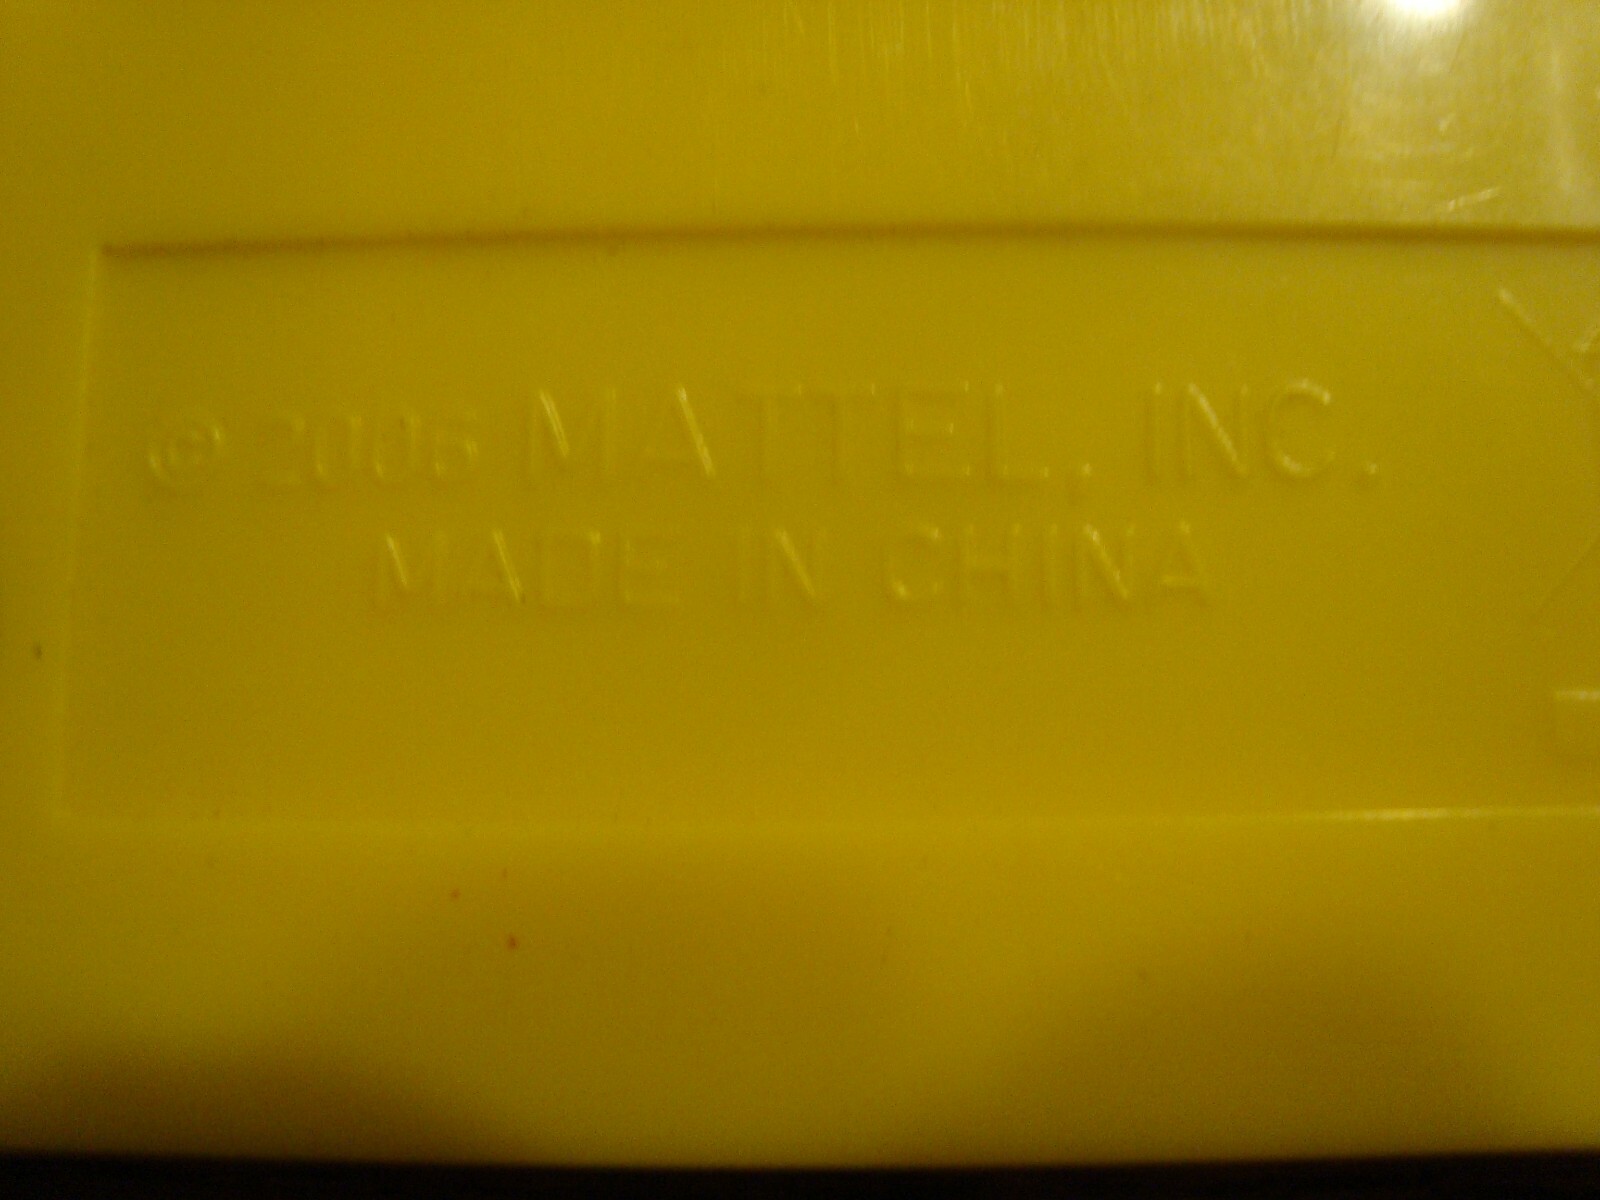 © 2006 MATTEL, INC.
MADE IN CHINA